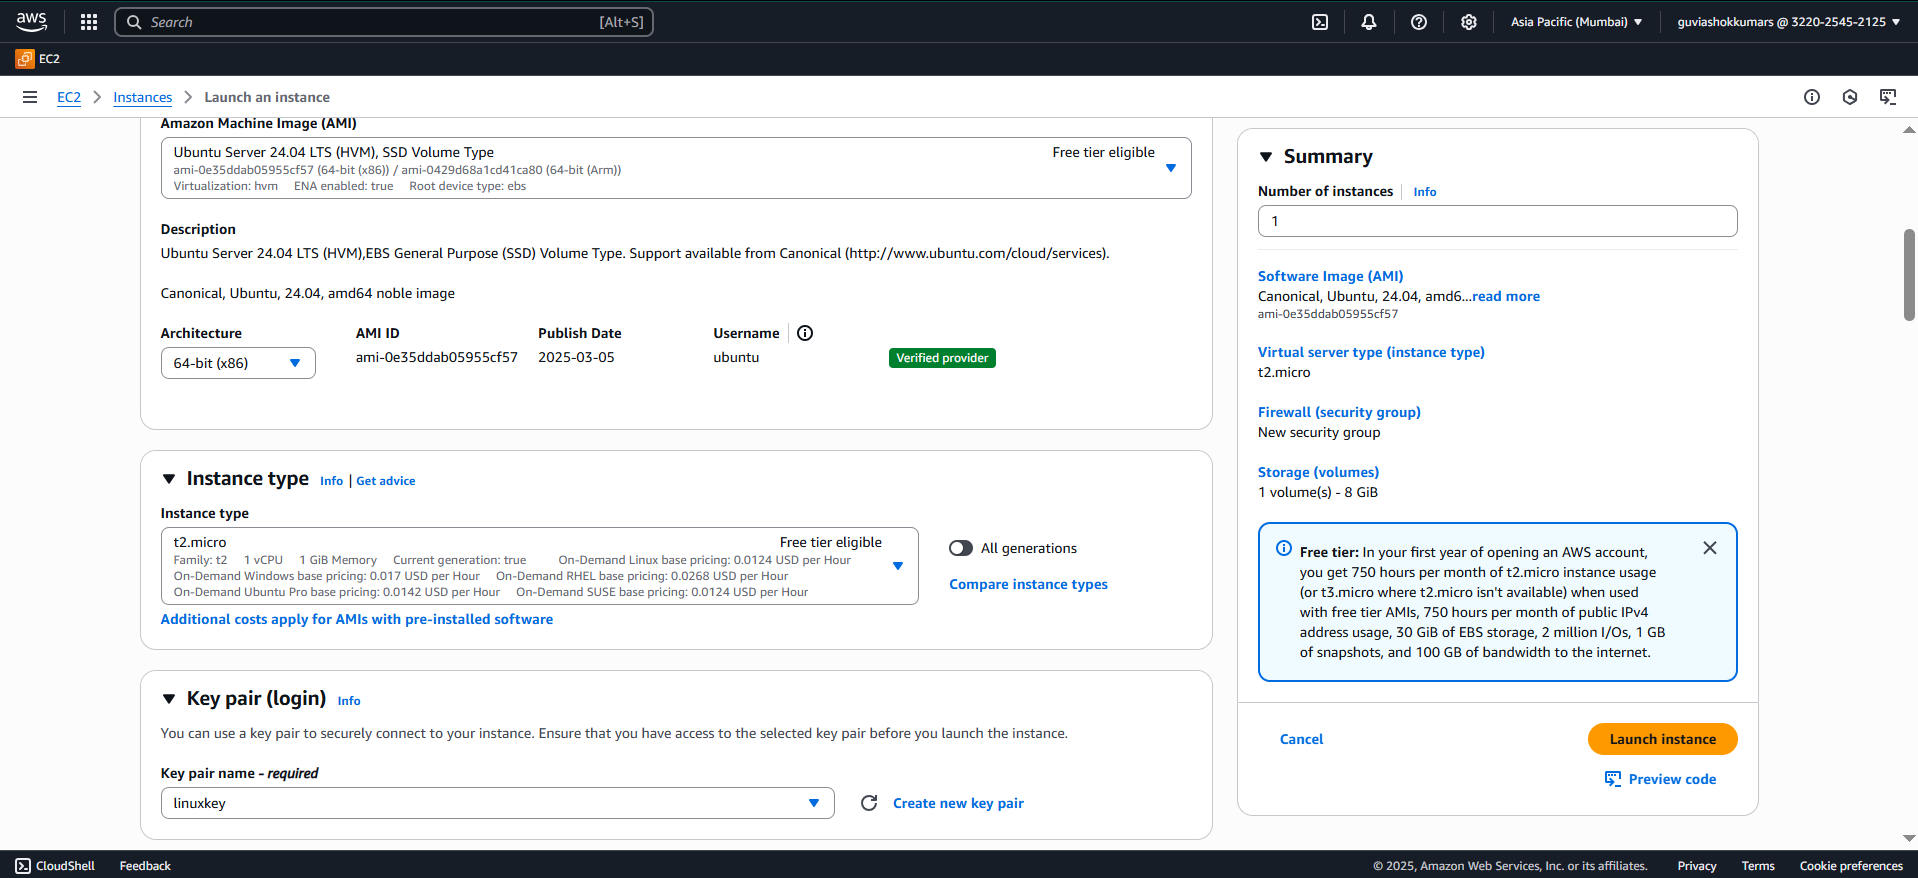 aws
Search [Alt+S]
Asia Pacific (Mumbai)
guviashokkumars @ 3220-2545-2125
EC2
EC2 > Instances > Launch an instance
Amazon Machine Image (AMI)
Ubuntu Server 24.04 LTS (HVM), SSD Volume Type
Free tier eligible
ami-0e35ddab05955cf57 (64-bit (x86)) / ami-0429d68a1cd41ca80 (64-bit (Arm))
Virtualization: hvm ENA enabled: true Root device type: ebs
Description
Ubuntu Server 24.04 LTS (HVM),EBS General Purpose (SSD) Volume Type. Support available from Canonical (http://www.ubuntu.com/cloud/services).
Canonical, Ubuntu, 24.04, amd64 noble image
Architecture AMI ID Publish Date Username
64-bit (x86) ami-0e35ddab05955cf57 2025-03-05 ubuntu Verified provider
Instance type Info | Get advice
Instance type
t2.micro Free tier eligible
Family: t2 1 vCPU 1 GiB Memory Current generation: true On-Demand Linux base pricing: 0.0124 USD per Hour
On-Demand Windows base pricing: 0.017 USD per Hour On-Demand RHEL base pricing: 0.0268 USD per Hour
On-Demand Ubuntu Pro base pricing: 0.0142 USD per Hour On-Demand SUSE base pricing: 0.0124 USD per Hour
All generations
Compare instance types
Additional costs apply for AMIs with pre-installed software
Key pair (login) Info
You can use a key pair to securely connect to your instance. Ensure that you have access to the selected key pair before you launch the instance.
Key pair name - required
linuxkey
Create new key pair
Summary
Number of instances Info
1
Software Image (AMI)
Canonical, Ubuntu, 24.04, amd6...read more
ami-0e35ddab05955cf57
Virtual server type (instance type)
t2.micro
Firewall (security group)
New security group
Storage (volumes)
1 volume(s) - 8 GiB
Free tier: In your first year of opening an AWS account,
you get 750 hours per month of t2.micro instance usage
(or t3.micro where t2.micro isn't available) when used
with free tier AMIs, 750 hours per month of public IPv4
address usage, 30 GiB of EBS storage, 2 million I/Os, 1 GB
of snapshots, and 100 GB of bandwidth to the internet.
Cancel
Launch instance
Preview code
CloudShell Feedback
© 2025, Amazon Web Services, Inc. or its affiliates. Privacy Terms Cookie preferences